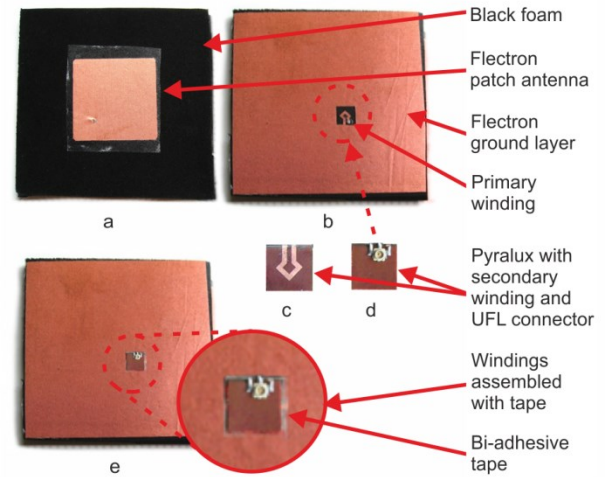 Black foam
Flectron
patch antenna
Flectron
ground layer
Primary
winding
a
b
Pyralux with
secondary
winding and
UFL connector
c
d
Windings
assembled
with tape
Bi-adhesive
tape
e